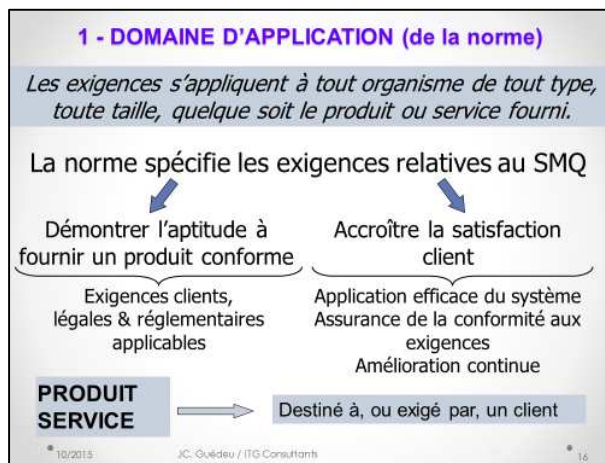 1 - DOMAINE D'APPLICATION (de la norme)
Les exigences s'appliquent à tout organisme de tout type,
toute taille, quelque soit le produit ou service fourni.
La norme spécifie les exigences relatives au SMQ
Démontrer l'aptitude à
fournir un produit conforme
Exigences clients,
légales & réglementaires
applicables
Accroître la satisfaction
client
Application efficace du système
Assurance de la conformité aux
exigences
Amélioration continue
PRODUIT
SERVICE
Destiné à, ou exigé par, un client
10/2015
JC. Guédeu / ITG Consultants
16